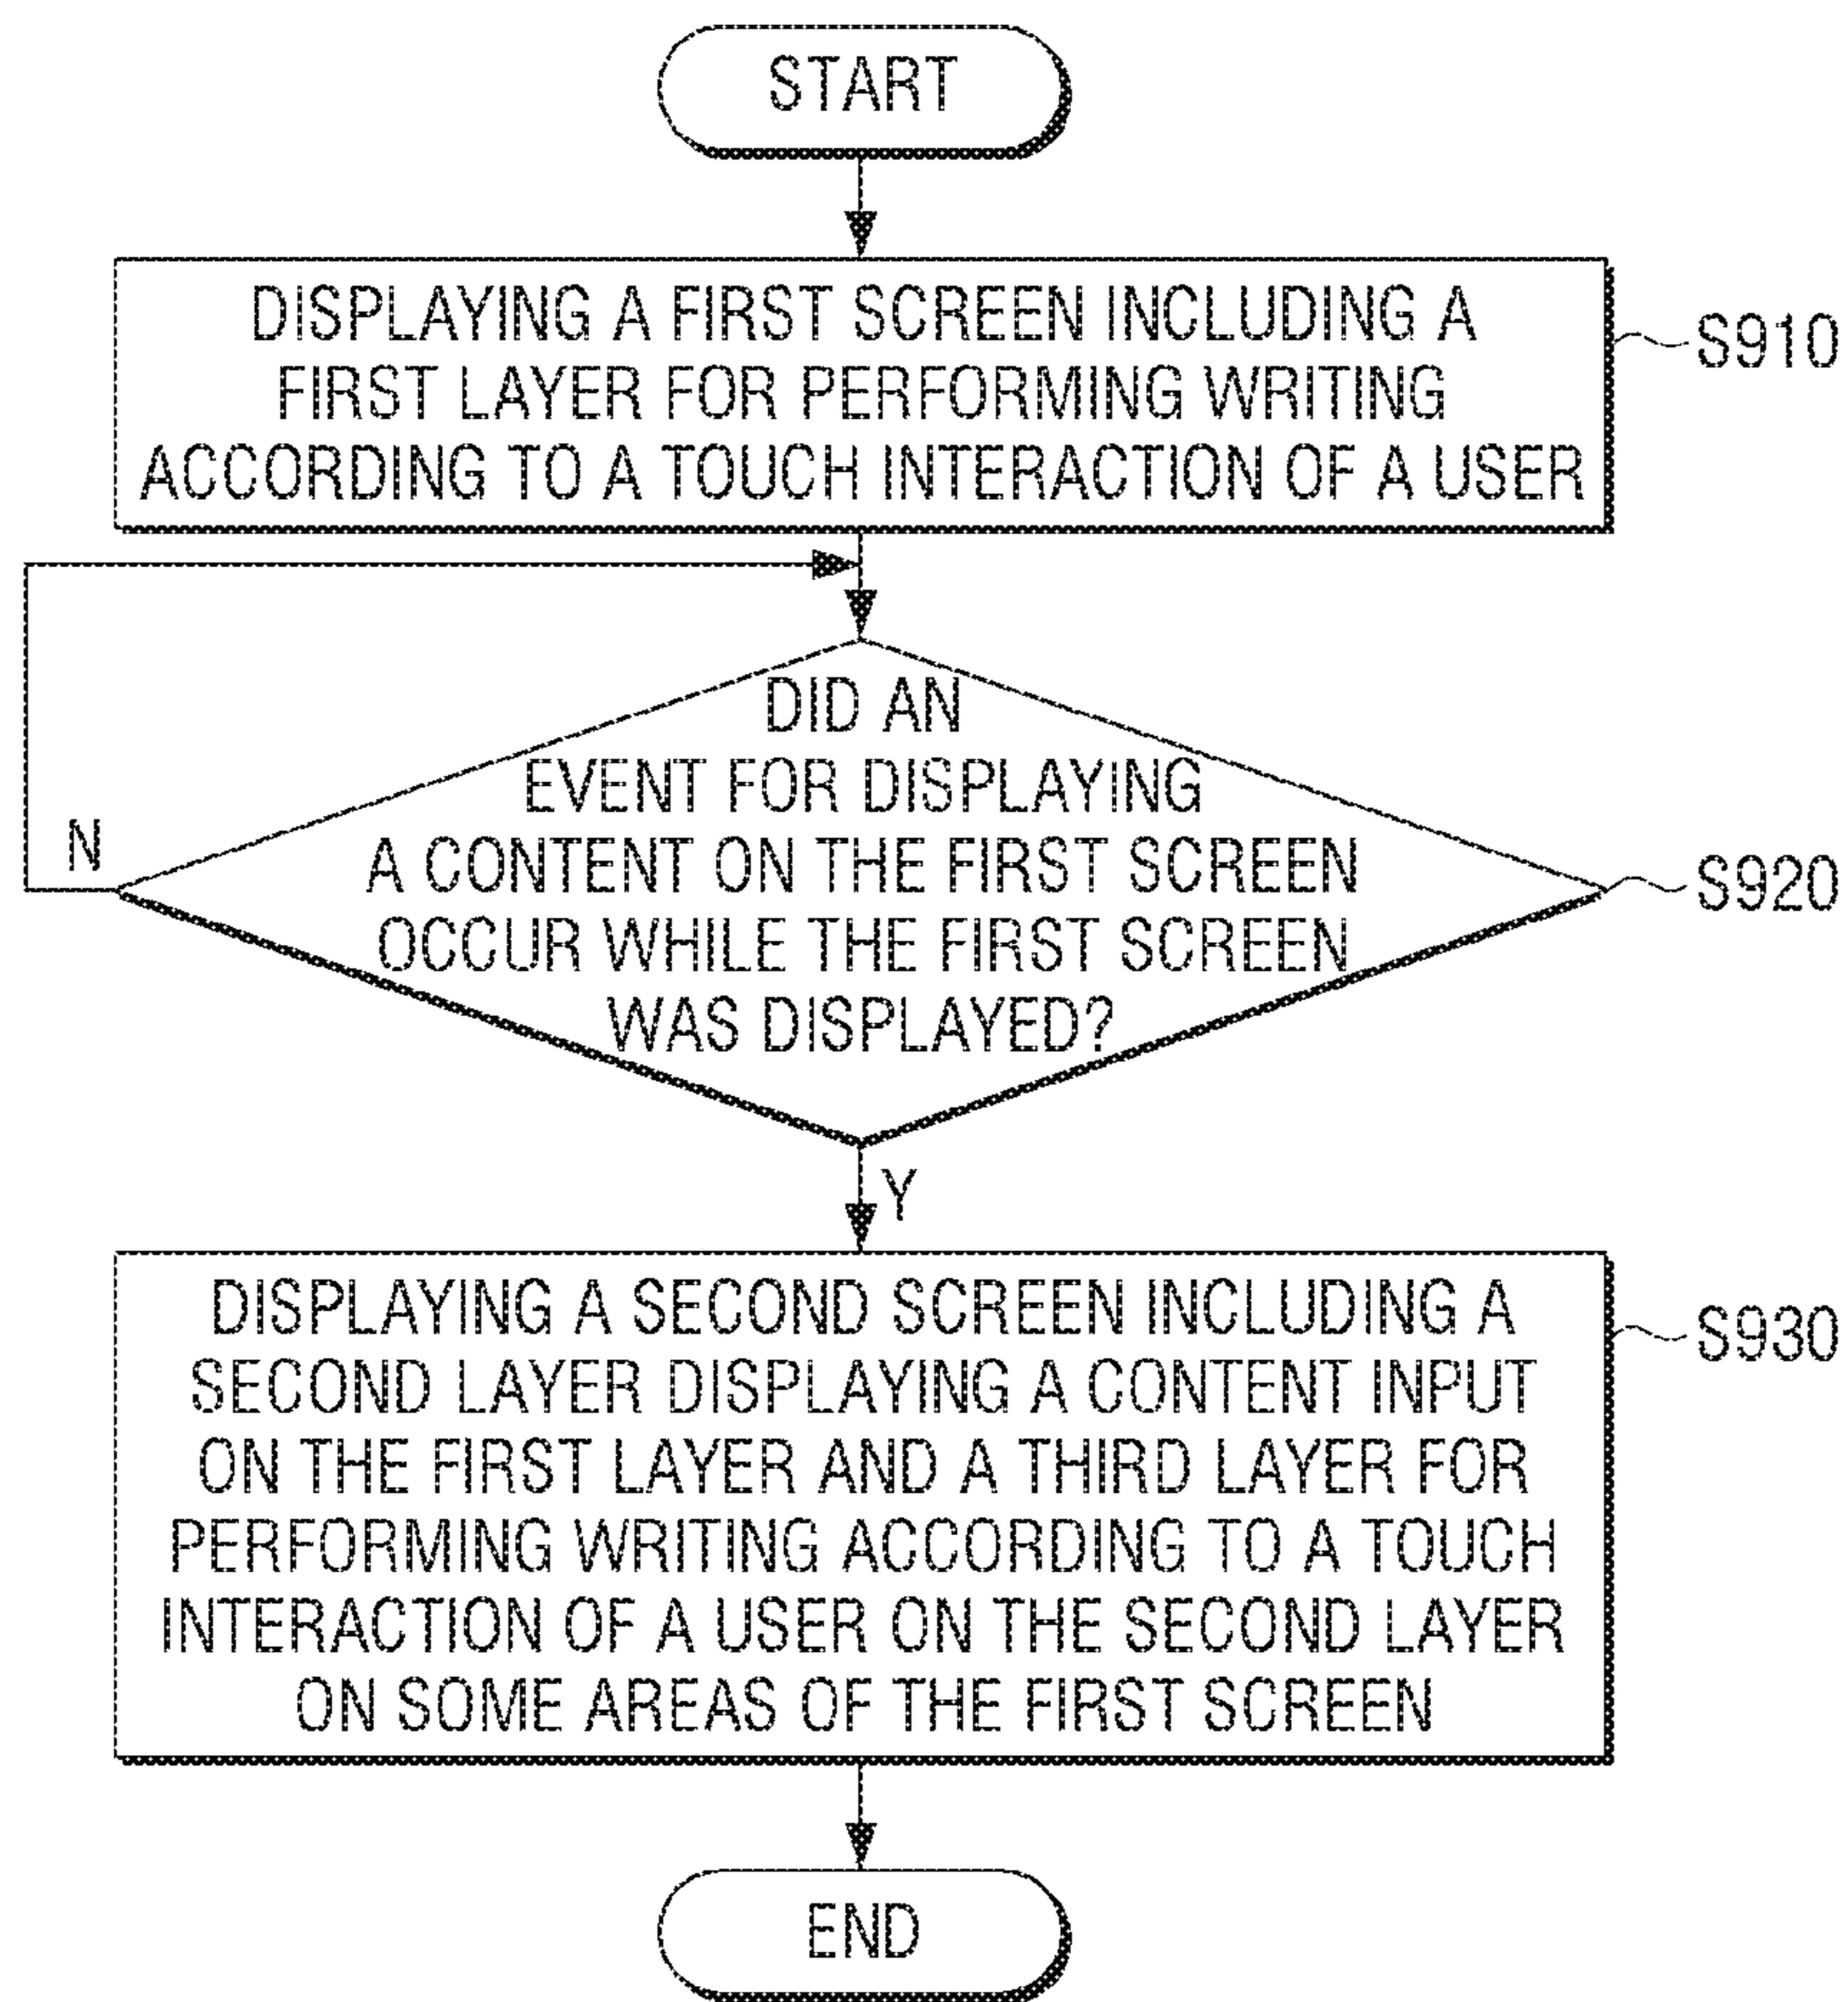 START
DISPLAYING A FIRST SCREEN INCLUDING A
FIRST LAYER FOR PERFORMING WRITING
ACCORDING TO A TOUCH INTERACTION OF A USER
S910
DID AN
EVENT FOR DISPLAYING
A CONTENT ON THE FIRST SCREEN
OCCUR WHILE THE FIRST SCREEN
WAS DISPLAYED?
N
S920
Y
DISPLAYING A SECOND SCREEN INCLUDING A
SECOND LAYER DISPLAYING A CONTENT INPUT
ON THE FIRST LAYER AND A THIRD LAYER FOR
PERFORMING WRITING ACCORDING TO A TOUCH
INTERACTION OF A USER ON THE SECOND LAYER
ON SOME AREAS OF THE FIRST SCREEN
S930
END